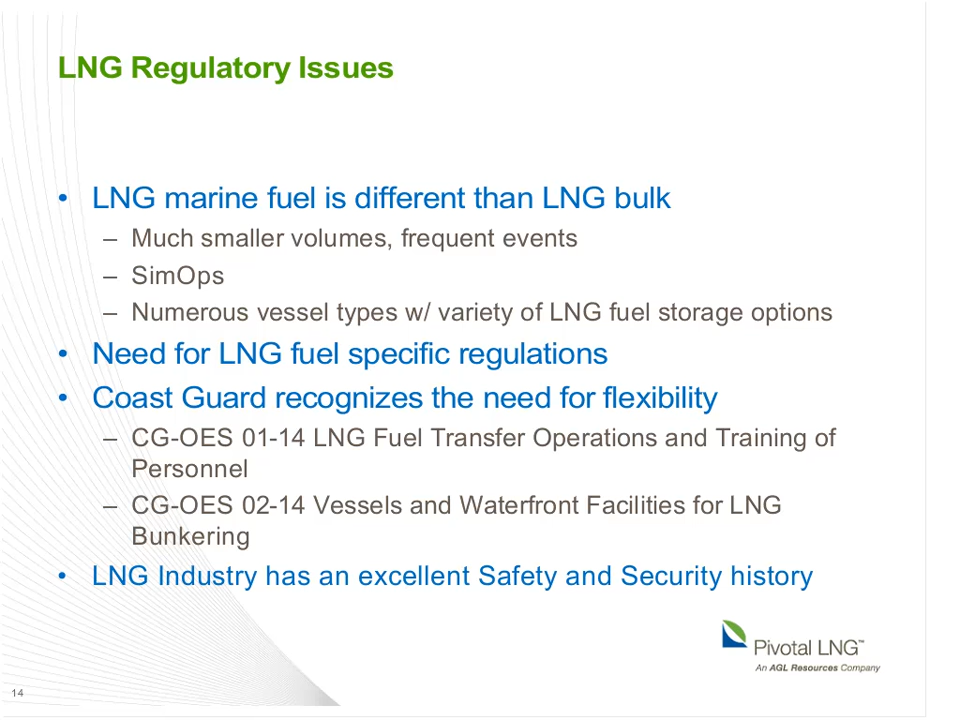 LNG Regulatory Issues
• LNG marine fuel is different than LNG bulk
– Much smaller volumes, frequent events
– SimOps
– Numerous vessel types w/ variety of LNG fuel storage options
• Need for LNG fuel specific regulations
• Coast Guard recognizes the need for flexibility
– CG-OES 01-14 LNG Fuel Transfer Operations and Training of
Personnel
– CG-OES 02-14 Vessels and Waterfront Facilities for LNG
Bunkering
• LNG Industry has an excellent Safety and Security history
Pivotal LNG™
An AGL Resources Company
14